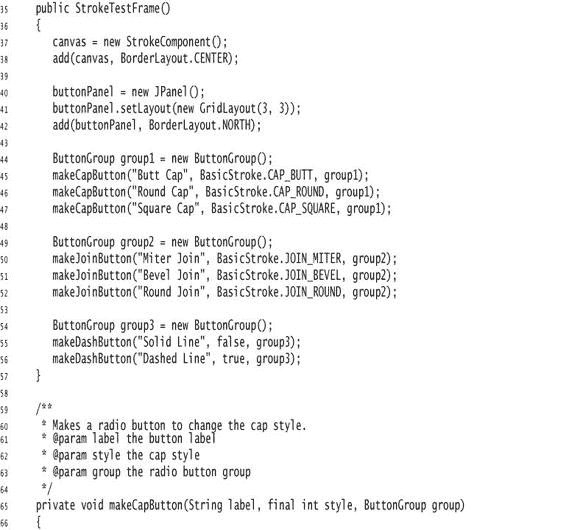 35 public StrokeTestFrame()
36 {
37 canvas = new StrokeComponent();
38 add(canvas, BorderLayout.CENTER);
39
40 buttonPanel = new JPanel();
41 buttonPanel.setLayout(new GridLayout(3, 3));
42 add(buttonPanel, BorderLayout.NORTH);
43
44 ButtonGroup group1 = new ButtonGroup();
45 makeCapButton("Butt Cap", BasicStroke.CAP_BUTT, group1);
46 makeCapButton("Round Cap", BasicStroke.CAP_ROUND, group1);
47 makeCapButton("Square Cap", BasicStroke.CAP_SQUARE, group1);
48
49 ButtonGroup group2 = new ButtonGroup();
50 makeJoinButton("Miter Join", BasicStroke.JOIN_MITER, group2);
51 makeJoinButton("Bevel Join", BasicStroke.JOIN_BEVEL, group2);
52 makeJoinButton("Round Join", BasicStroke.JOIN_ROUND, group2);
53
54 ButtonGroup group3 = new ButtonGroup();
55 makeDashButton("Solid Line", false, group3);
56 makeDashButton("Dashed Line", true, group3);
57 }
58
59 /**
60 * Makes a radio button to change the cap style.
61 * @param label the button label
62 * @param style the cap style
63 * @param group the radio button group
64 */
65 private void makeCapButton(String label, final int style, ButtonGroup group)
66 {